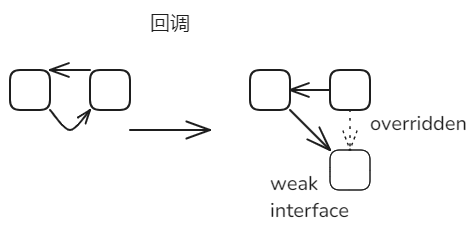 回调
overridden
weak
interface